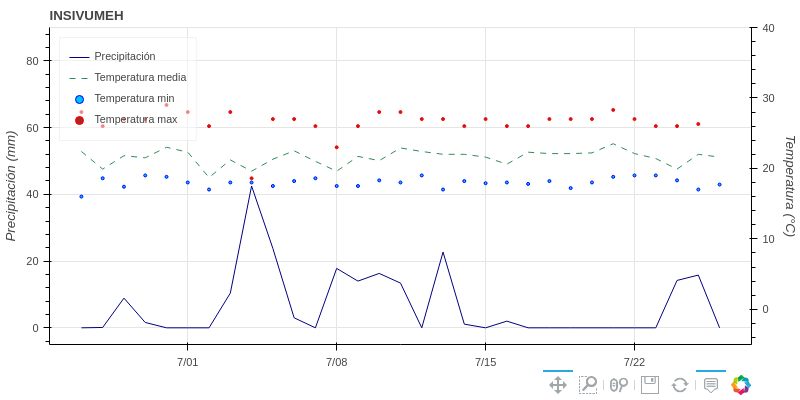 INSIVUMEH
Precipitación
Temperatura media
Temperatura min
Temperatura max
Precipitación (mm)
80
60
40
20
0
Temperatura (°C)
40
30
20
10
0
7/01
7/08
7/15
7/22